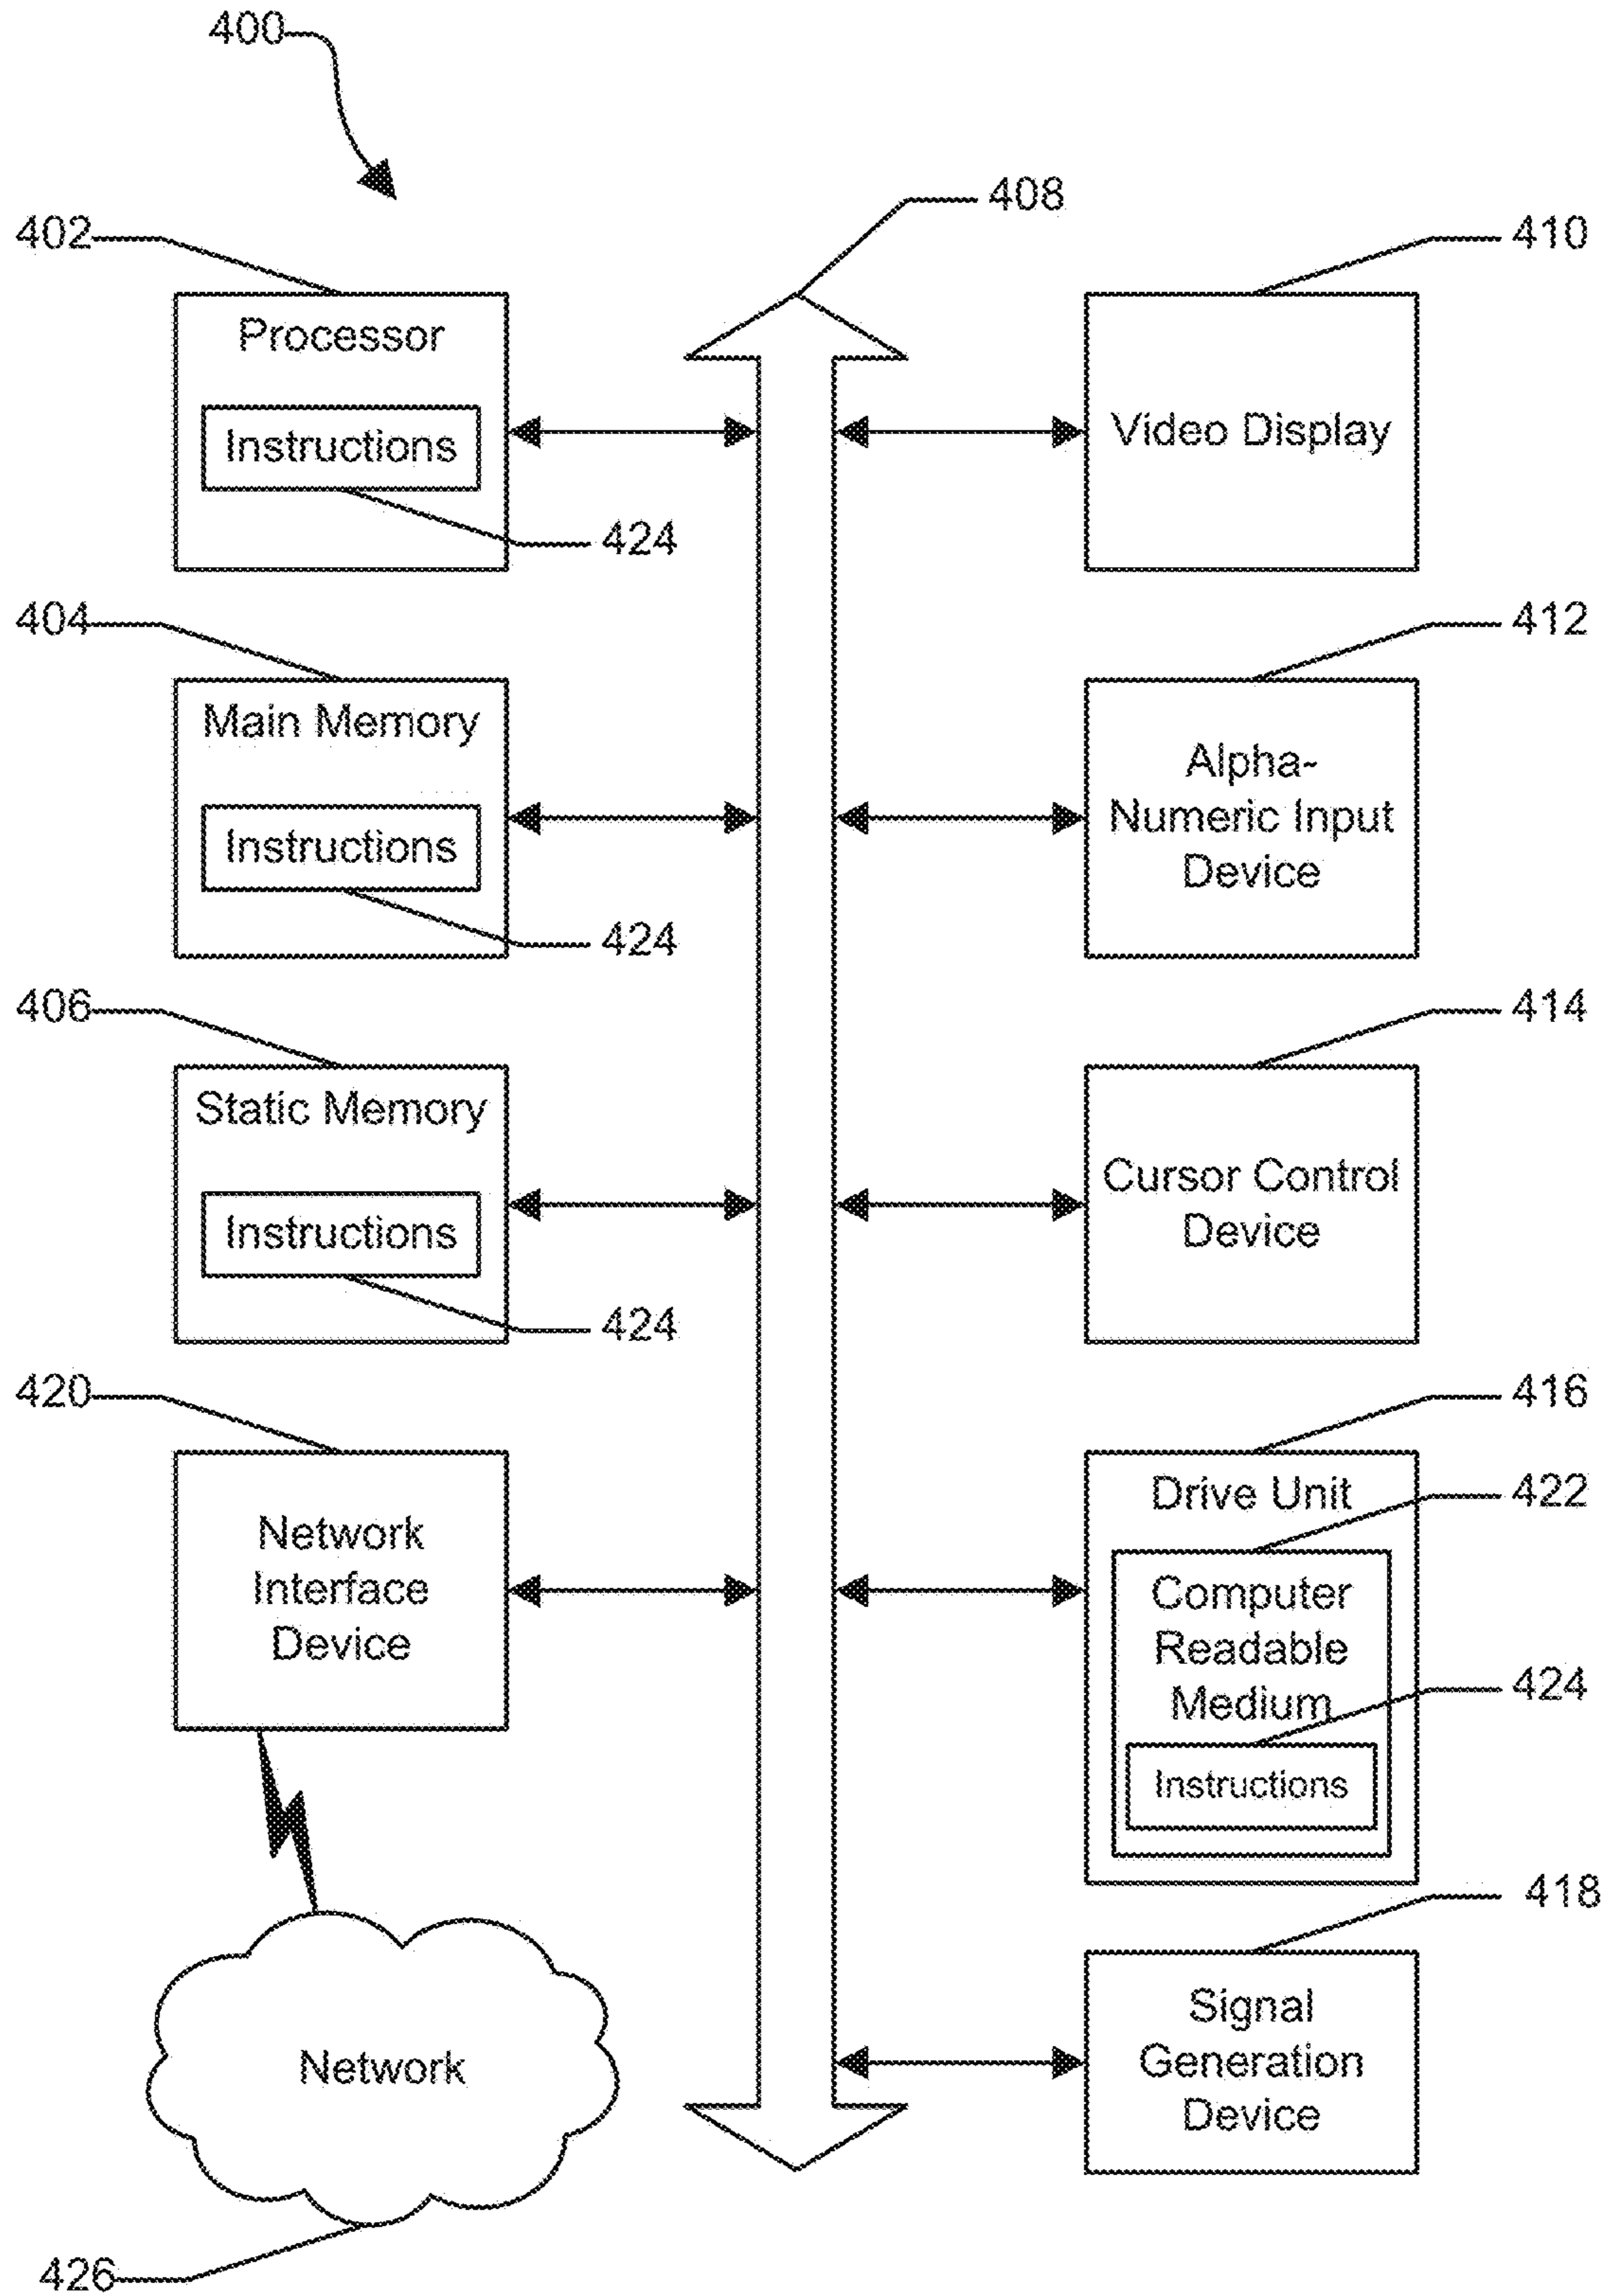 400
408
402
410
Processor
Instructions
424
Video Display
404
412
Main Memory
Instructions
424
Alpha-
Numeric Input
Device
406
414
Static Memory
Instructions
424
Cursor Control
Device
420
416
Network
Interface
Device
Drive Unit
422
Computer
Readable
Medium
424
Instructions
418
Signal
Generation
Device
Network
426